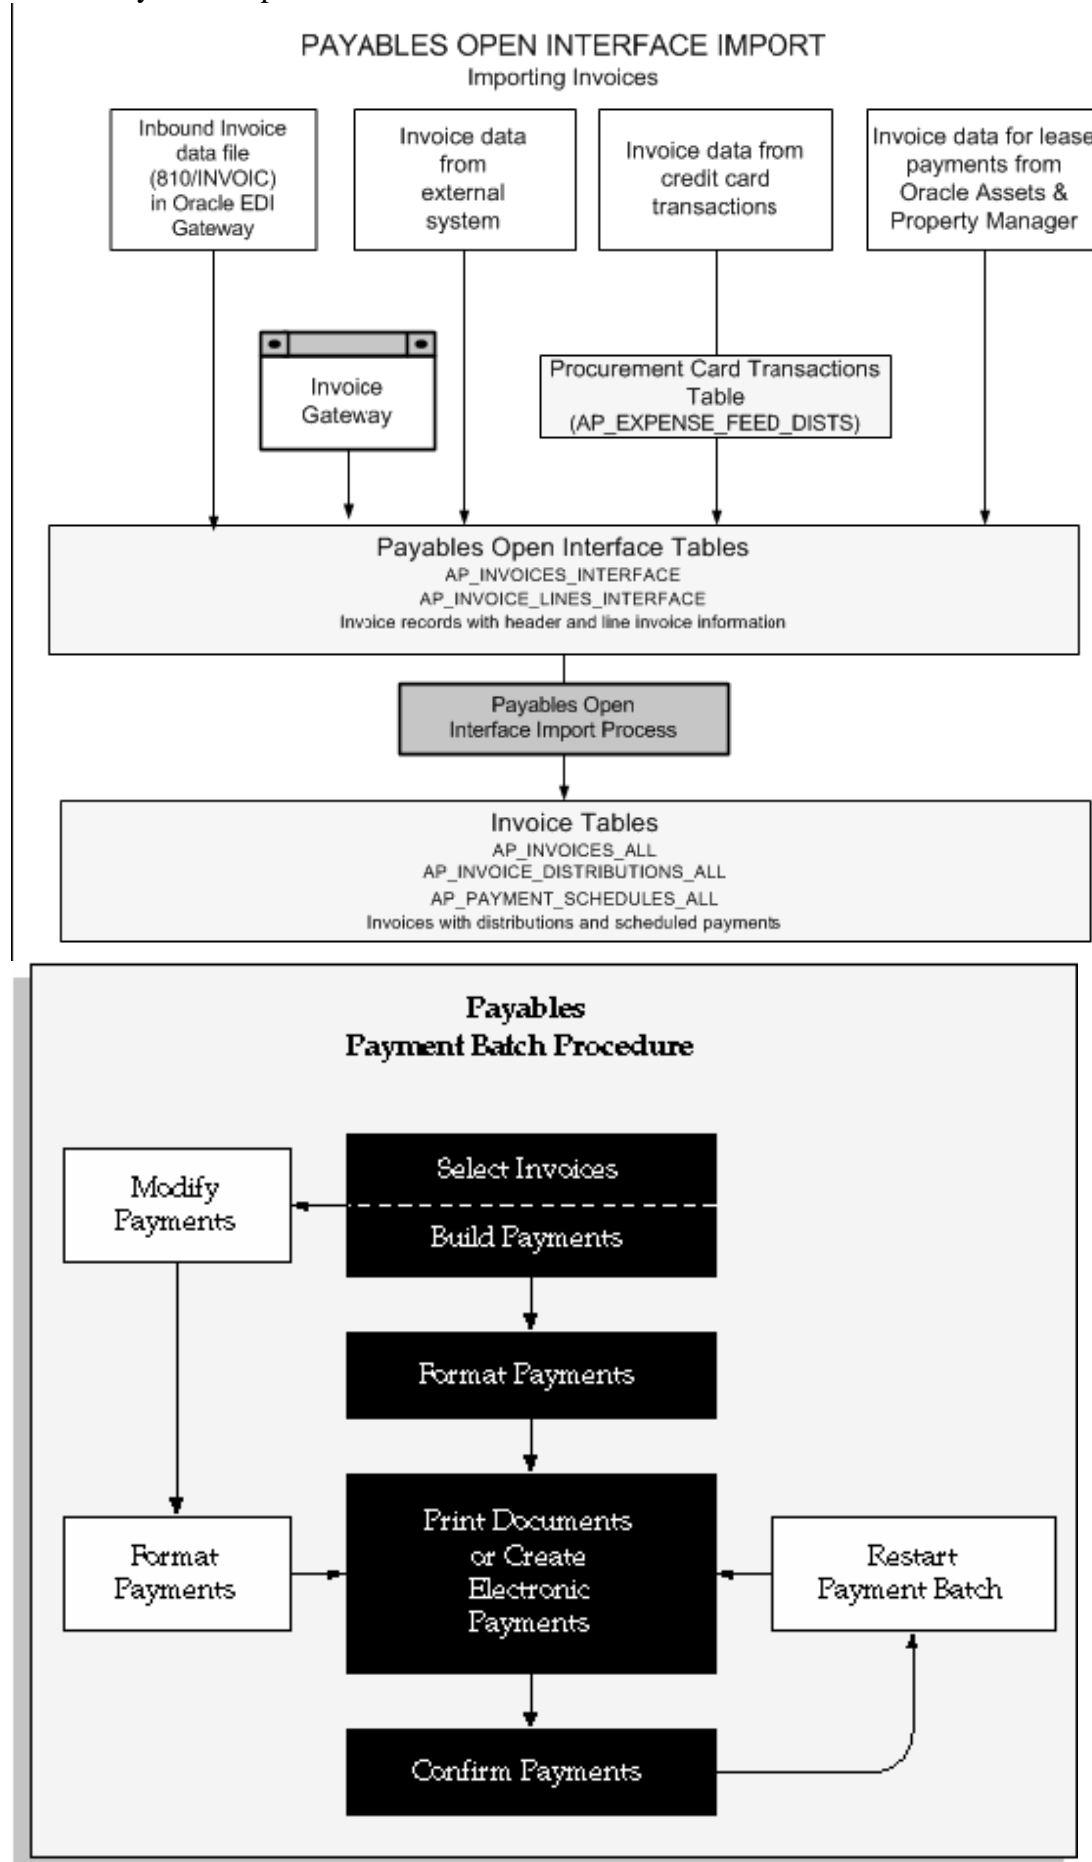 PAYABLES OPEN INTERFACE IMPORT
Importing Invoices
Inbound Invoice
data file
(810/INVOIC)
in Oracle EDI
Gateway
Invoice data
from
external
system
Invoice data from
credit card
transactions
Invoice data for lease
payments from
Oracle Assets &
Property Manager
Invoice
Gateway
Procurement Card Transactions
Table
(AP_EXPENSE_FEED_DISTS)
Payables Open Interface Tables
AP_INVOICES_INTERFACE
AP_INVOICE_LINES_INTERFACE
Invoice records with header and line invoice information
Payables Open
Interface Import Process
Invoice Tables
AP_INVOICES_ALL
AP_INVOICE_DISTRIBUTIONS_ALL
AP_PAYMENT_SCHEDULES_ALL
Invoices with distributions and scheduled payments
Payables
Payment Batch Procedure
Select Invoices
Build Payments
Modify
Payments
Format Payments
Format
Payments
Print Documents
or Create
Electronic
Payments
Restart
Payment Batch
Confirm Payments